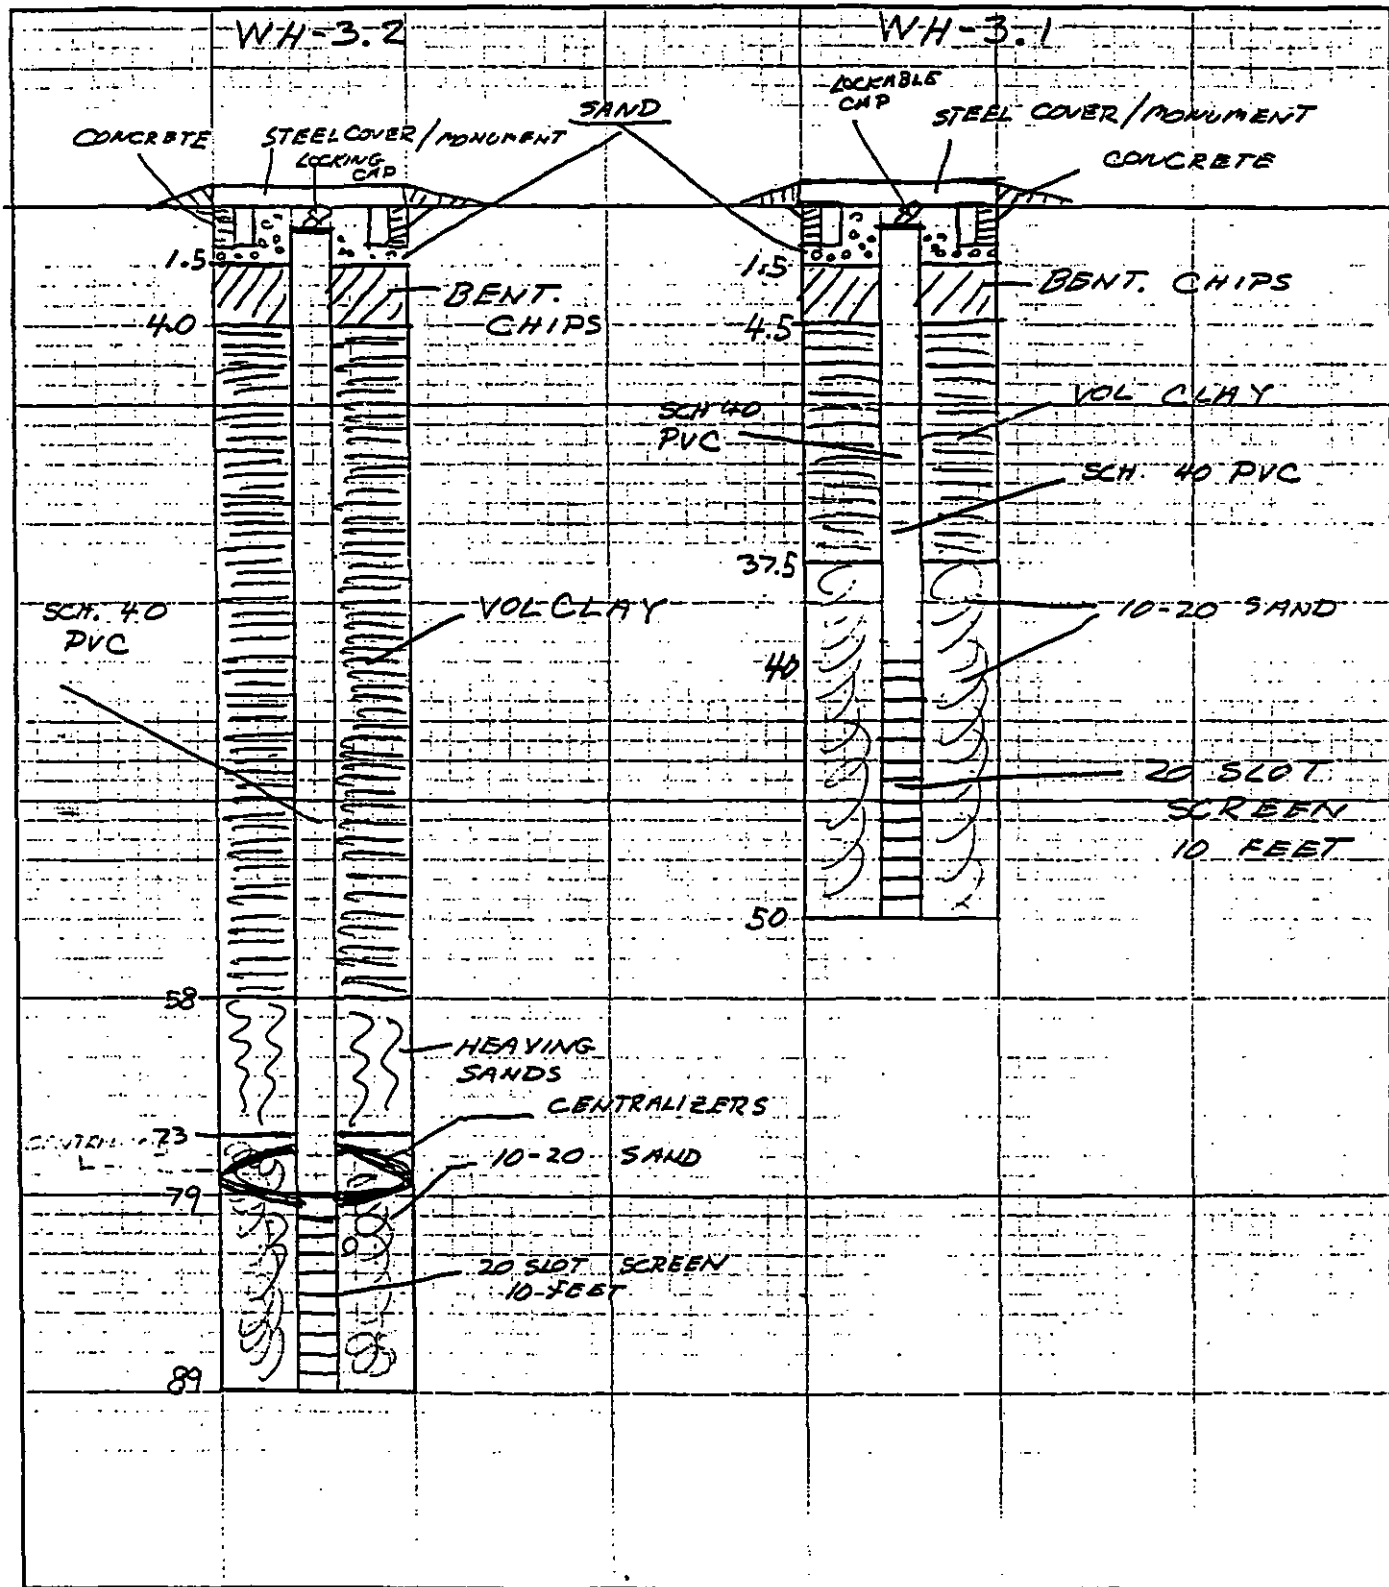 WH-3.2
WH-3.1
CONCRETE
STEEL COVER/MONUMENT
LOCKING
CAP
SAND
LOCKABLE
CAP
STEEL COVER/MONUMENT
CONCRETE
1.5
BENT.
CHIPS
4.0
1.5
BENT. CHIPS
4.5
SCH 40
PVC
VOL CLAY
SCH. 40 PVC
37.5
SCH. 40
PVC
VOLCLAY
10-20 SAND
40
20 SLOT
SCREEN
10 FEET
50
58
HEAVING
SANDS
CENTRALIZERS
73
10-20 SAND
79
20 SLOT SCREEN
10-FEET
89